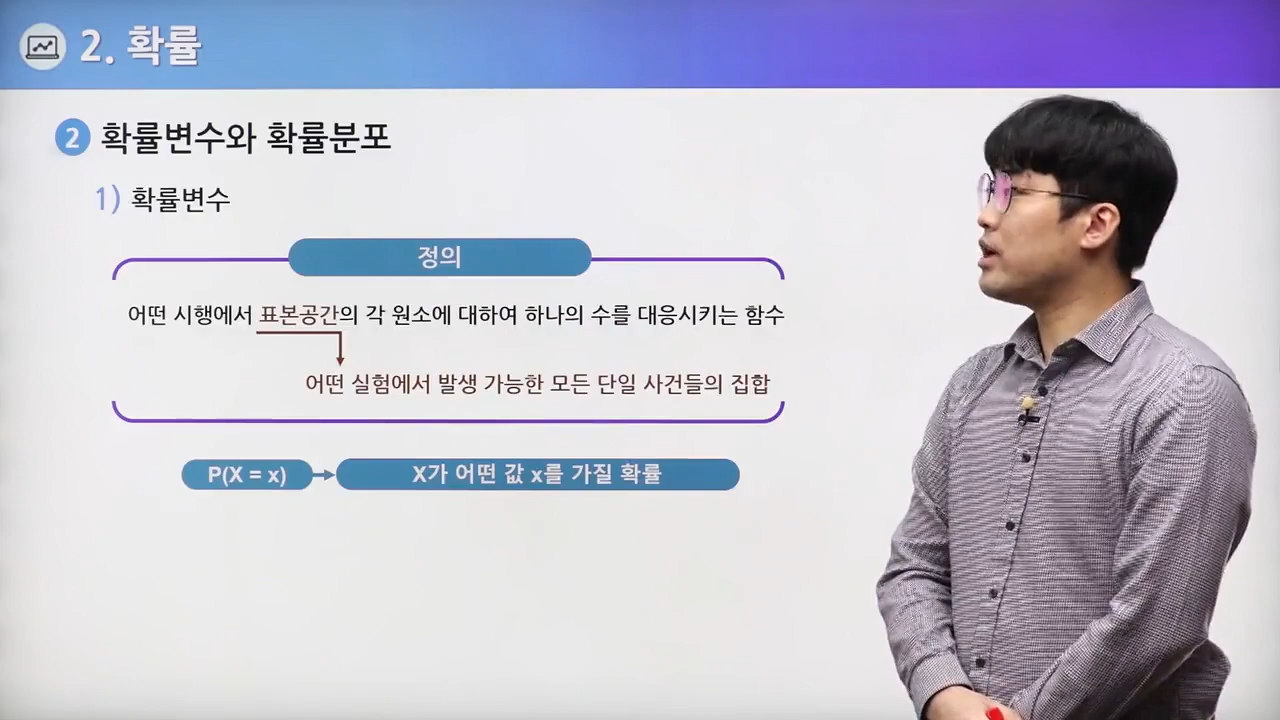 2. 확률
2 확률변수와 확률분포
1) 확률변수
정의
어떤 시행에서 표본공간의 각 원소에 대하여 하나의 수를 대응시키는 함수
어떤 실험에서 발생 가능한 모든 단일 사건들의 집합
P(X = x) X가 어떤 값 x를 가질 확률